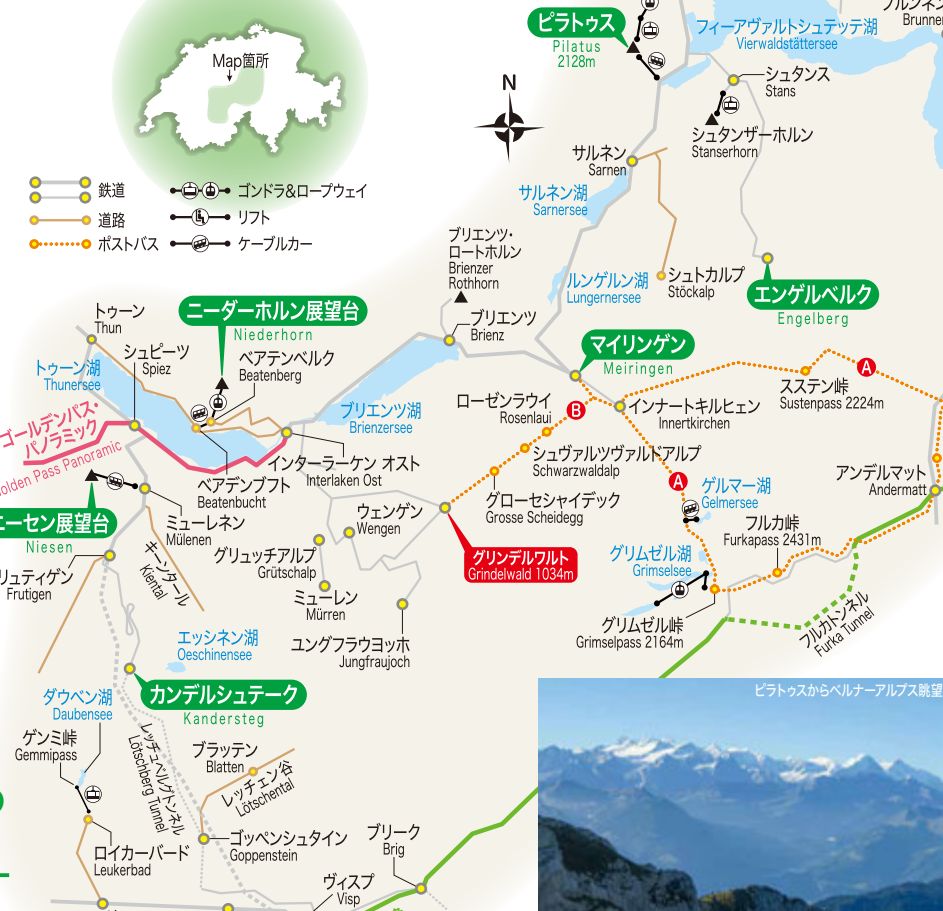 Map箇所
鉄道
道路
ポストバス
ゴンドラ&ロープウェイ
リフト
ケーブルカー
N
ピラトゥス
Pilatus
2128m
フィーアヴァルトシュテッテ湖
Vierwaldstättersee
シュタンス
Stans
シュタンザーホルン
Stanserhorn
サルネン
Sarnen
サルネン湖
Sarnersee
ルンゲルン湖
Lungernersee
シュトカルプ
Stöckalp
エンゲルベルク
Engelberg
ブリエンツ・
ロートホルン
Brienzer
Rothhorn
ブリエンツ
Brienz
マイリンゲン
Meiringen
トゥーン
Thun
ニーダーホルン展望台
Niederhorn
シュピーツ
Spiez
ベアテンベルク
Beatenberg
トゥーン湖
Thunersee
ブリエンツ湖
Brienzersee
ゴールデンパス・
パノラミック
Golden Pass Panoramic
インターラーケン オスト
Interlaken Ost
ベアデンブフト
Beatenbucht
ニーセン展望台
Niesen
ミューレネン
Mülenen
キーンタール
Kiental
リュティゲン
Frutigen
ローゼンラウイ
Rosenlaui
B
インナートキルヒェン
Innertkirchen
スステン峠
Sustenpass 2224m
A
シュヴァルツヴァルドアルプ
Schwarzwaldalp
グローセシャイデック
Grosse Scheidegg
A
ゲルマー湖
Gelmersee
アンデルマット
Andermatt
フルカ峠
Furkapass 2431m
グリムゼル湖
Grimselsee
グリンデルワルト
Grindelwald 1034m
グリムゼル峠
Grimselpass 2164m
フルカトンネル
Furka Tunnel
ウェンゲン
Wengen
グリュッチアルプ
Grütschalp
ミューレン
Mürren
ユングフラウヨッホ
Jungfraujoch
エッシネン湖
Oeschinensee
カンデルシュテーク
Kandersteg
ダウベン湖
Daubensee
ゲンミ峠
Gemmipass
レッチュベルグトンネル
Lötschberg Tunnel
ブラッテン
Blatten
レッチェン谷
Lötschental
ロイカーバード
Leukerbad
ゴッペンシュタイン
Goppenstein
ブリーク
Brig
ヴィスプ
Visp
ピラトゥスからベルナーアルプス眺望